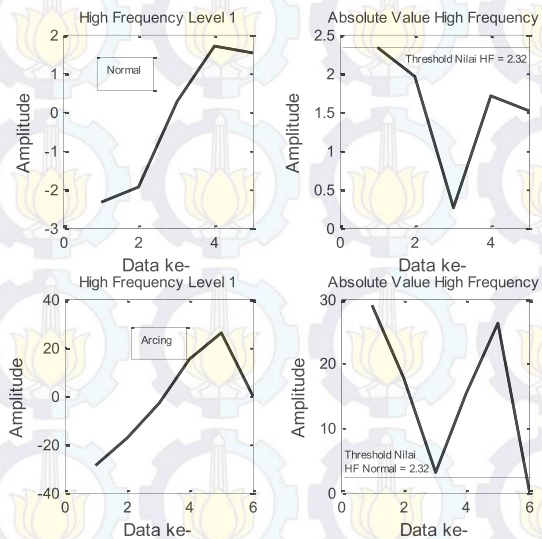 High Frequency Level 1
2
1
0
-1
-2
-3
0
2
4
Amplitude
Normal
Data ke-
Absolute Value High Frequency
2.5
2
1.5
1
0.5
0
0
2
4
Amplitude
Threshold Nilai HF = 2.32
Data ke-
High Frequency Level 1
40
20
0
-20
-40
0
2
4
6
Amplitude
Arcing
Data ke-
Absolute Value High Frequency
30
20
10
0
0
2
4
6
Amplitude
Threshold Nilai
HF Normal = 2.32
Data ke-